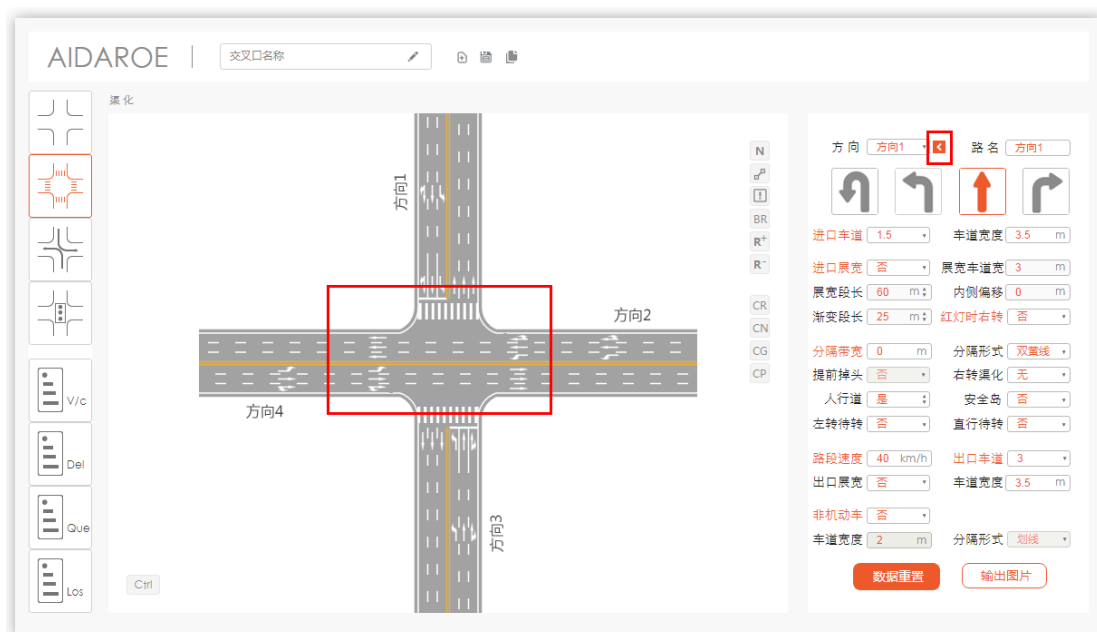 AIDAROE
交叉口名称
渠化
方向1
方向2
方向4
方向3
V/c
Del
Que
Los
Ctrl
N
BR
R+
R-
CR
CN
CG
CP
方向 方向1 路名 方向1
进口车道 1.5 车道宽度 3.5 m
进口展宽 否 展宽车道宽 3 m
展宽段长 60 m 内侧偏移 0 m
渐变段长 25 m 红灯时右转 否
分隔带宽 0 m 分隔形式 双黄线
提前掉头 否 右转渠化 无
人行道 是 安全岛 否
左转待转 否 直行待转 否
路段速度 40 km/h 出口车道 3
出口展宽 否 车道宽度 3.5 m
非机动车 否
车道宽度 2 m 分隔形式 划线
数据重置 输出图片